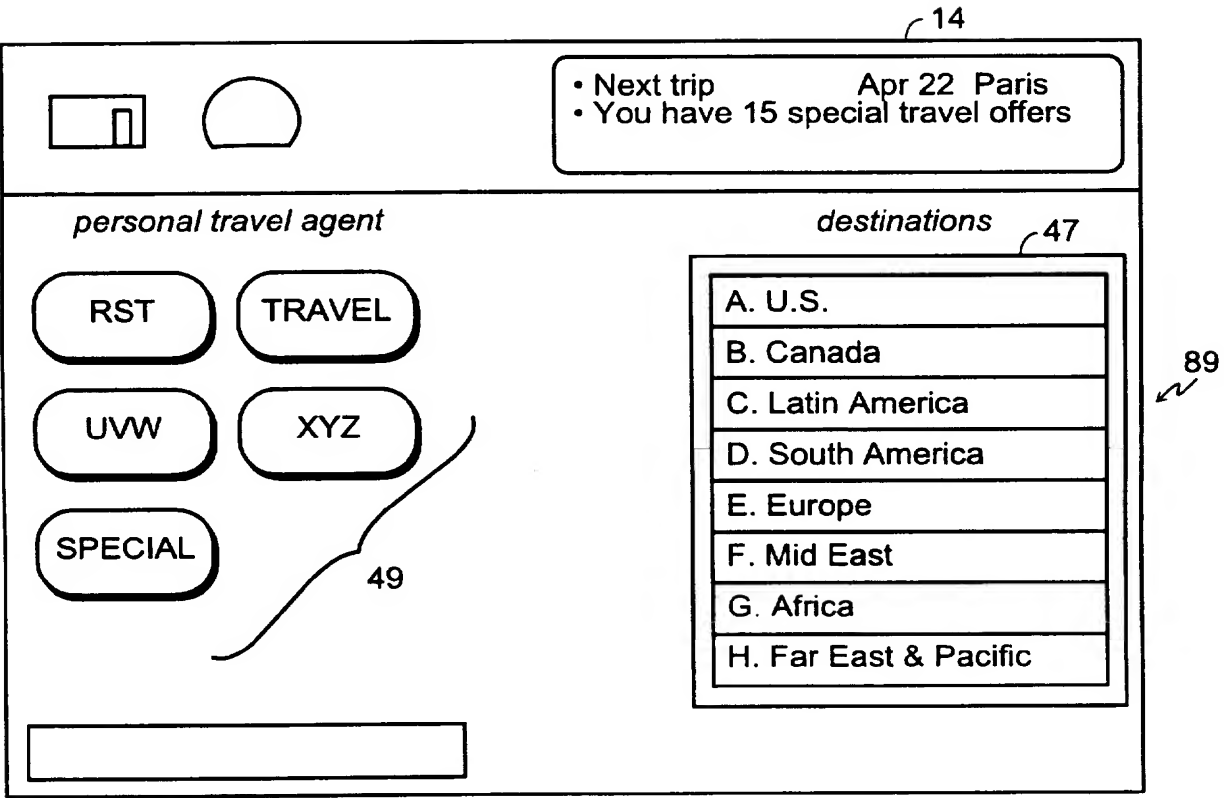 14
• Next trip Apr 22 Paris
• You have 15 special travel offers
personal travel agent
destinations
47
RST
TRAVEL
UVW
XYZ
SPECIAL
49
A. U.S.
B. Canada
C. Latin America
D. South America
E. Europe
F. Mid East
G. Africa
H. Far East & Pacific
89